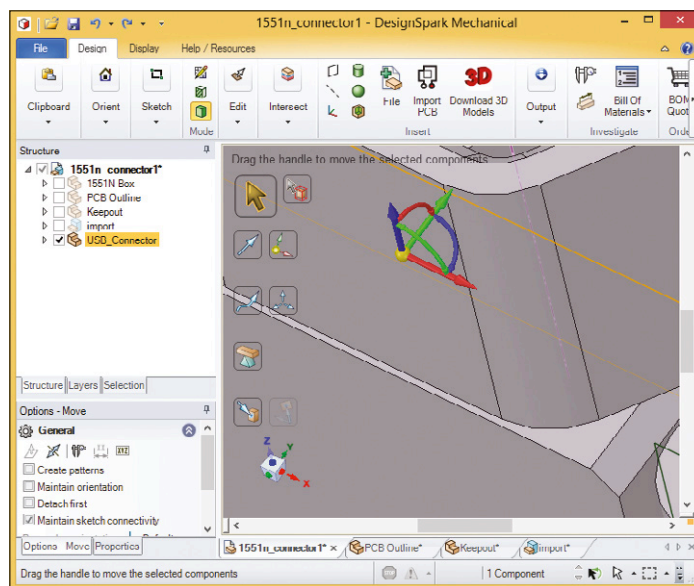 1551n_connector1 - DesignSpark Mechanical
File Design Display Help / Resources
Clipboard Orient Sketch Mode Edit Intersect File Import PCB Download 3D Models Insert Output Bill Of Materials Investigate BOM Quot Orde
3D
Structure
1551n_connector1*
1551N Box
PCB Outline*
Keepout*
import*
USB_Connector
Structure Layers Selection
Options - Move
General
XYZ
Create patterns
Maintain orientation
Detach first
Maintain sketch connectivity
Options - Move Properties
Drag the handle to move the selected components
Z Y X
1551n_connector1* PCB Outline* Keepout* import*
Drag the handle to move the selected components 1 Component